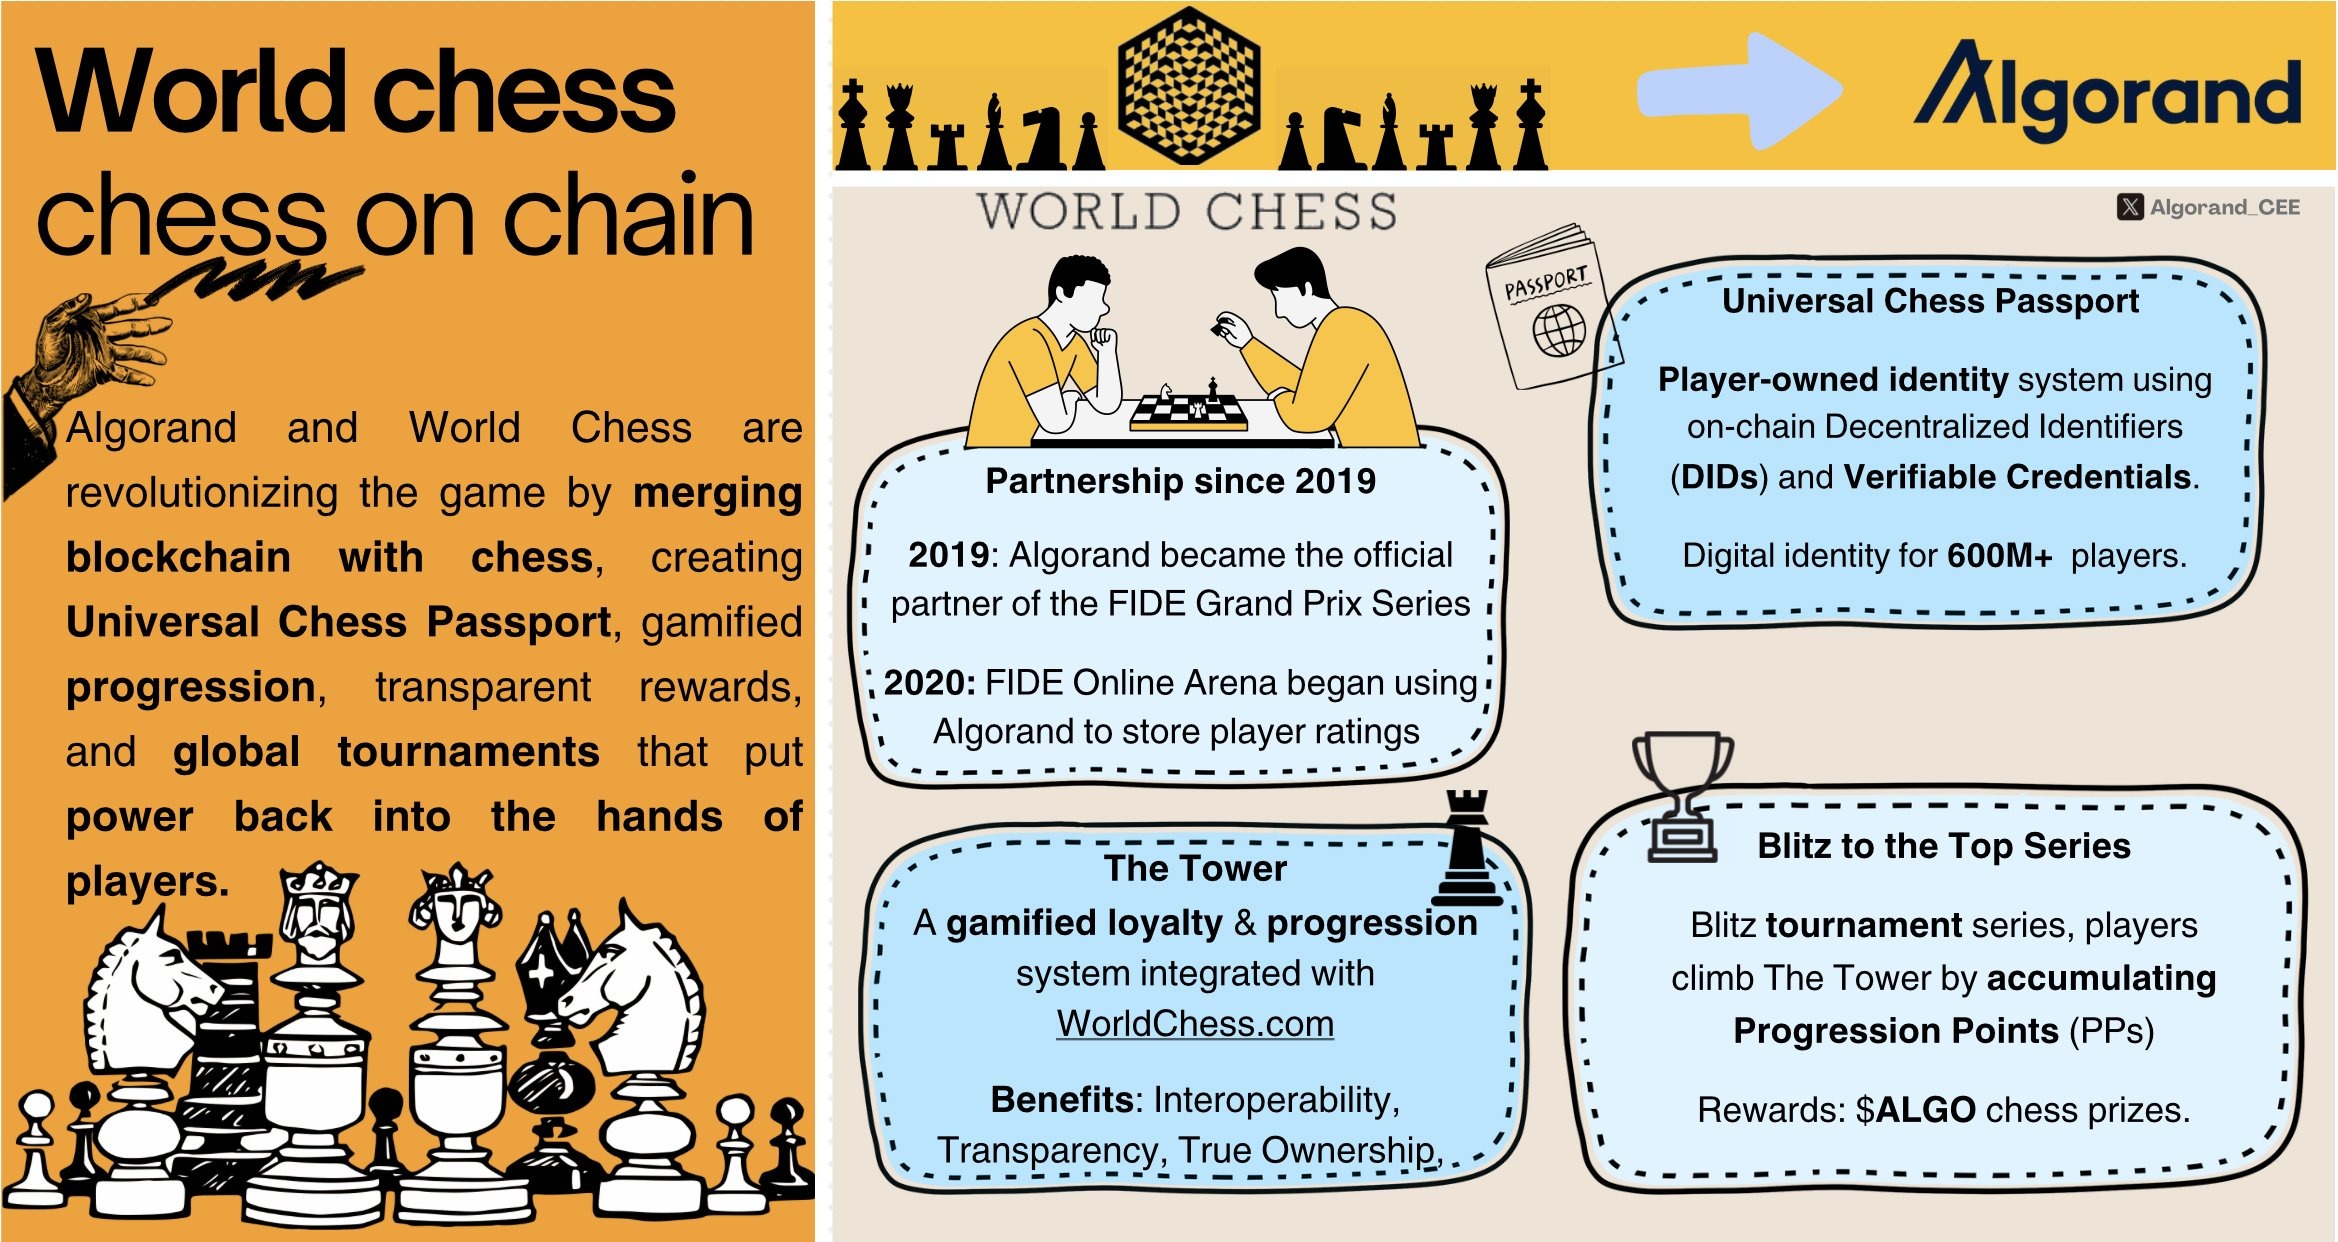 World chess
chess on chain
Algorand and World Chess are
revolutionizing the game by merging
blockchain with chess, creating
Universal Chess Passport, gamified
progression, transparent rewards,
and global tournaments that put
power back into the hands of
players.
Algorand
WORLD CHESS
X Algorand_CEE
PASSPORT
Universal Chess Passport
Player-owned identity system using
on-chain Decentralized Identifiers
(DIDs) and Verifiable Credentials.
Digital identity for 600M+ players.
Partnership since 2019
2019: Algorand became the official
partner of the FIDE Grand Prix Series
2020: FIDE Online Arena began using
Algorand to store player ratings
The Tower
A gamified loyalty & progression
system integrated with
WorldChess.com
Benefits: Interoperability,
Transparency, True Ownership,
Blitz to the Top Series
Blitz tournament series, players
climb The Tower by accumulating
Progression Points (PPs)
Rewards: $ALGO chess prizes.